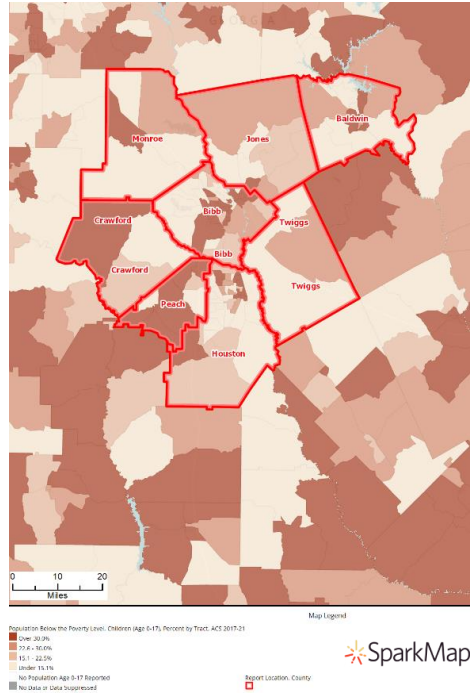 GEORGIA
Monroe
Jones
Baldwin
Crawford
Bibb
Twiggs
Bibb
Crawford
Twiggs
Peach
Houston
0 10 20
Miles
Map Legend
Population Below the Poverty Level, Children (Age 0-17), Percent by Tract, ACS 2017-21
Over 30.0%
22.6 - 30.0%
15.1 - 22.5%
Under 15.1%
No Population Age 0-17 Reported
No Data or Data Suppressed
Report Location, County
SparkMap